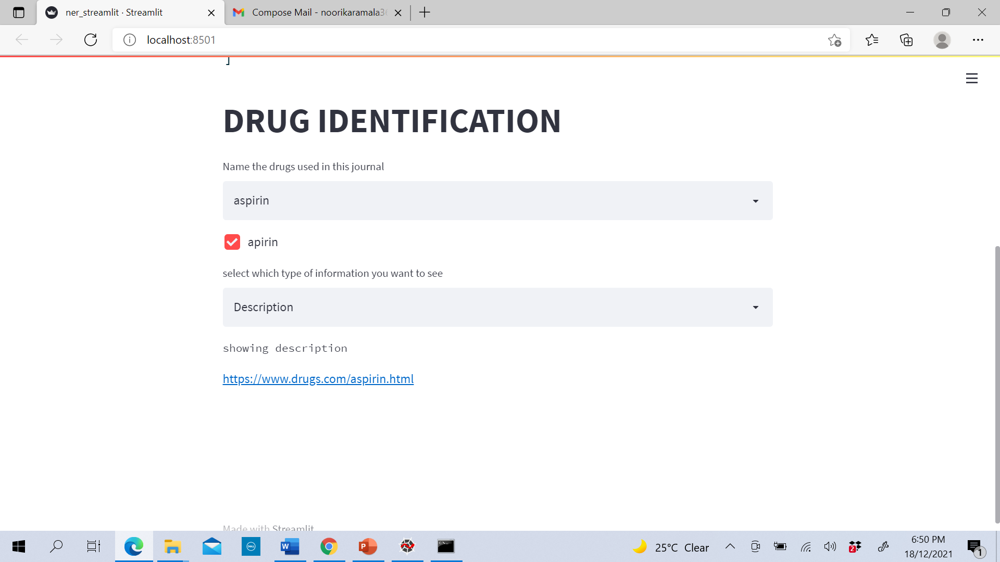 ner_streamlit · Streamlit
Compose Mail - noorikaramala3
localhost:8501
]
DRUG IDENTIFICATION
Name the drugs used in this journal
aspirin
apirin
select which type of information you want to see
Description
showing description
https://www.drugs.com/aspirin.html
Made with Streamlit
25°C Clear
6:50 PM
18/12/2021
2
1